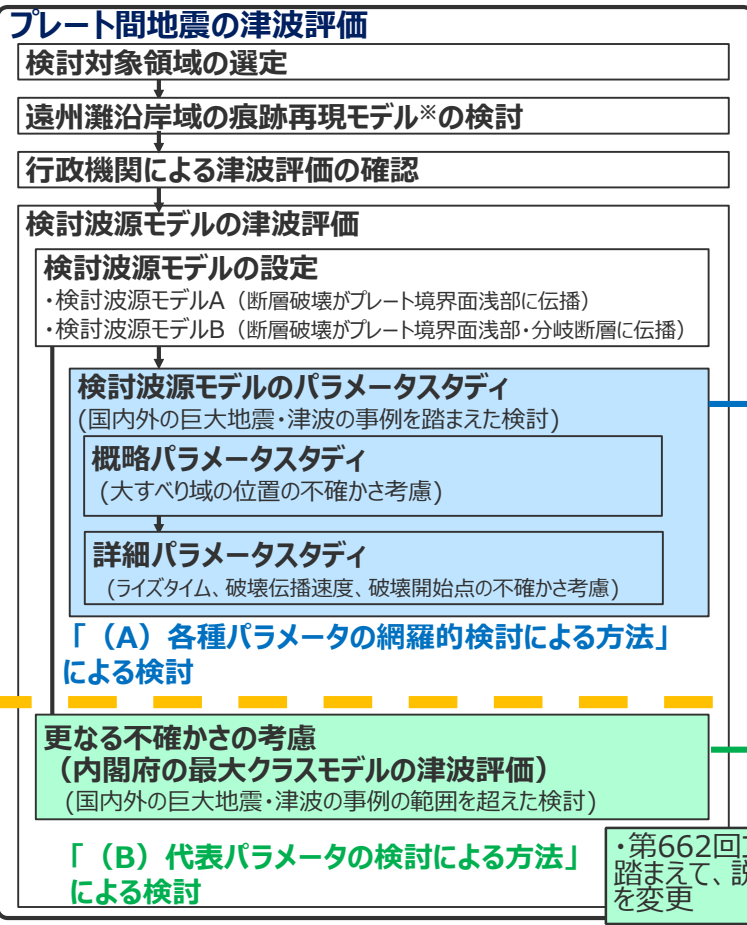 プレート間地震の津波評価
検討対象領域の選定
遠州灘沿岸域の痕跡再現モデル※の検討
行政機関による津波評価の確認
検討波源モデルの津波評価
検討波源モデルの設定
・検討波源モデルA（断層破壊がプレート境界面浅部に伝播）
・検討波源モデルB（断層破壊がプレート境界面浅部・分岐断層に伝播）
検討波源モデルのパラメータスタディ
(国内外の巨大地震・津波の事例を踏まえた検討)
概略パラメータスタディ
(大すべり域の位置の不確かさ考慮)
詳細パラメータスタディ
(ライズタイム、破壊伝播速度、破壊開始点の不確かさ考慮)
「（A）各種パラメータの網羅的検討による方法」
による検討
更なる不確かさの考慮
（内閣府の最大クラスモデルの津波評価）
(国内外の巨大地震・津波の事例の範囲を超えた検討)
「（B）代表パラメータの検討による方法」
による検討
・第662回
踏まえて、
を変更